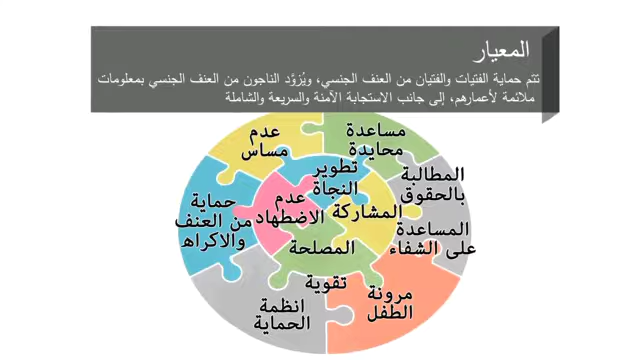 المعيار
تتم حماية الفتيات والفتيان من العنف الجنسي، ويُزوَّد الناجون من العنف الجنسي بمعلومات
ملائمة لأعمارهم، إلى جانب الاستجابة الآمنة والسريعة والشاملة
مساعدة
محايدة
عدم
مساس
تطوير
النجاة
المطالبة
بالحقوق
حماية
من العنف
والاكراه
عدم
الاضطهاد
المشاركة
المساعدة
على الشفاء
المصلحة
تقوية
انظمة
الحماية
مرونة
الطفل